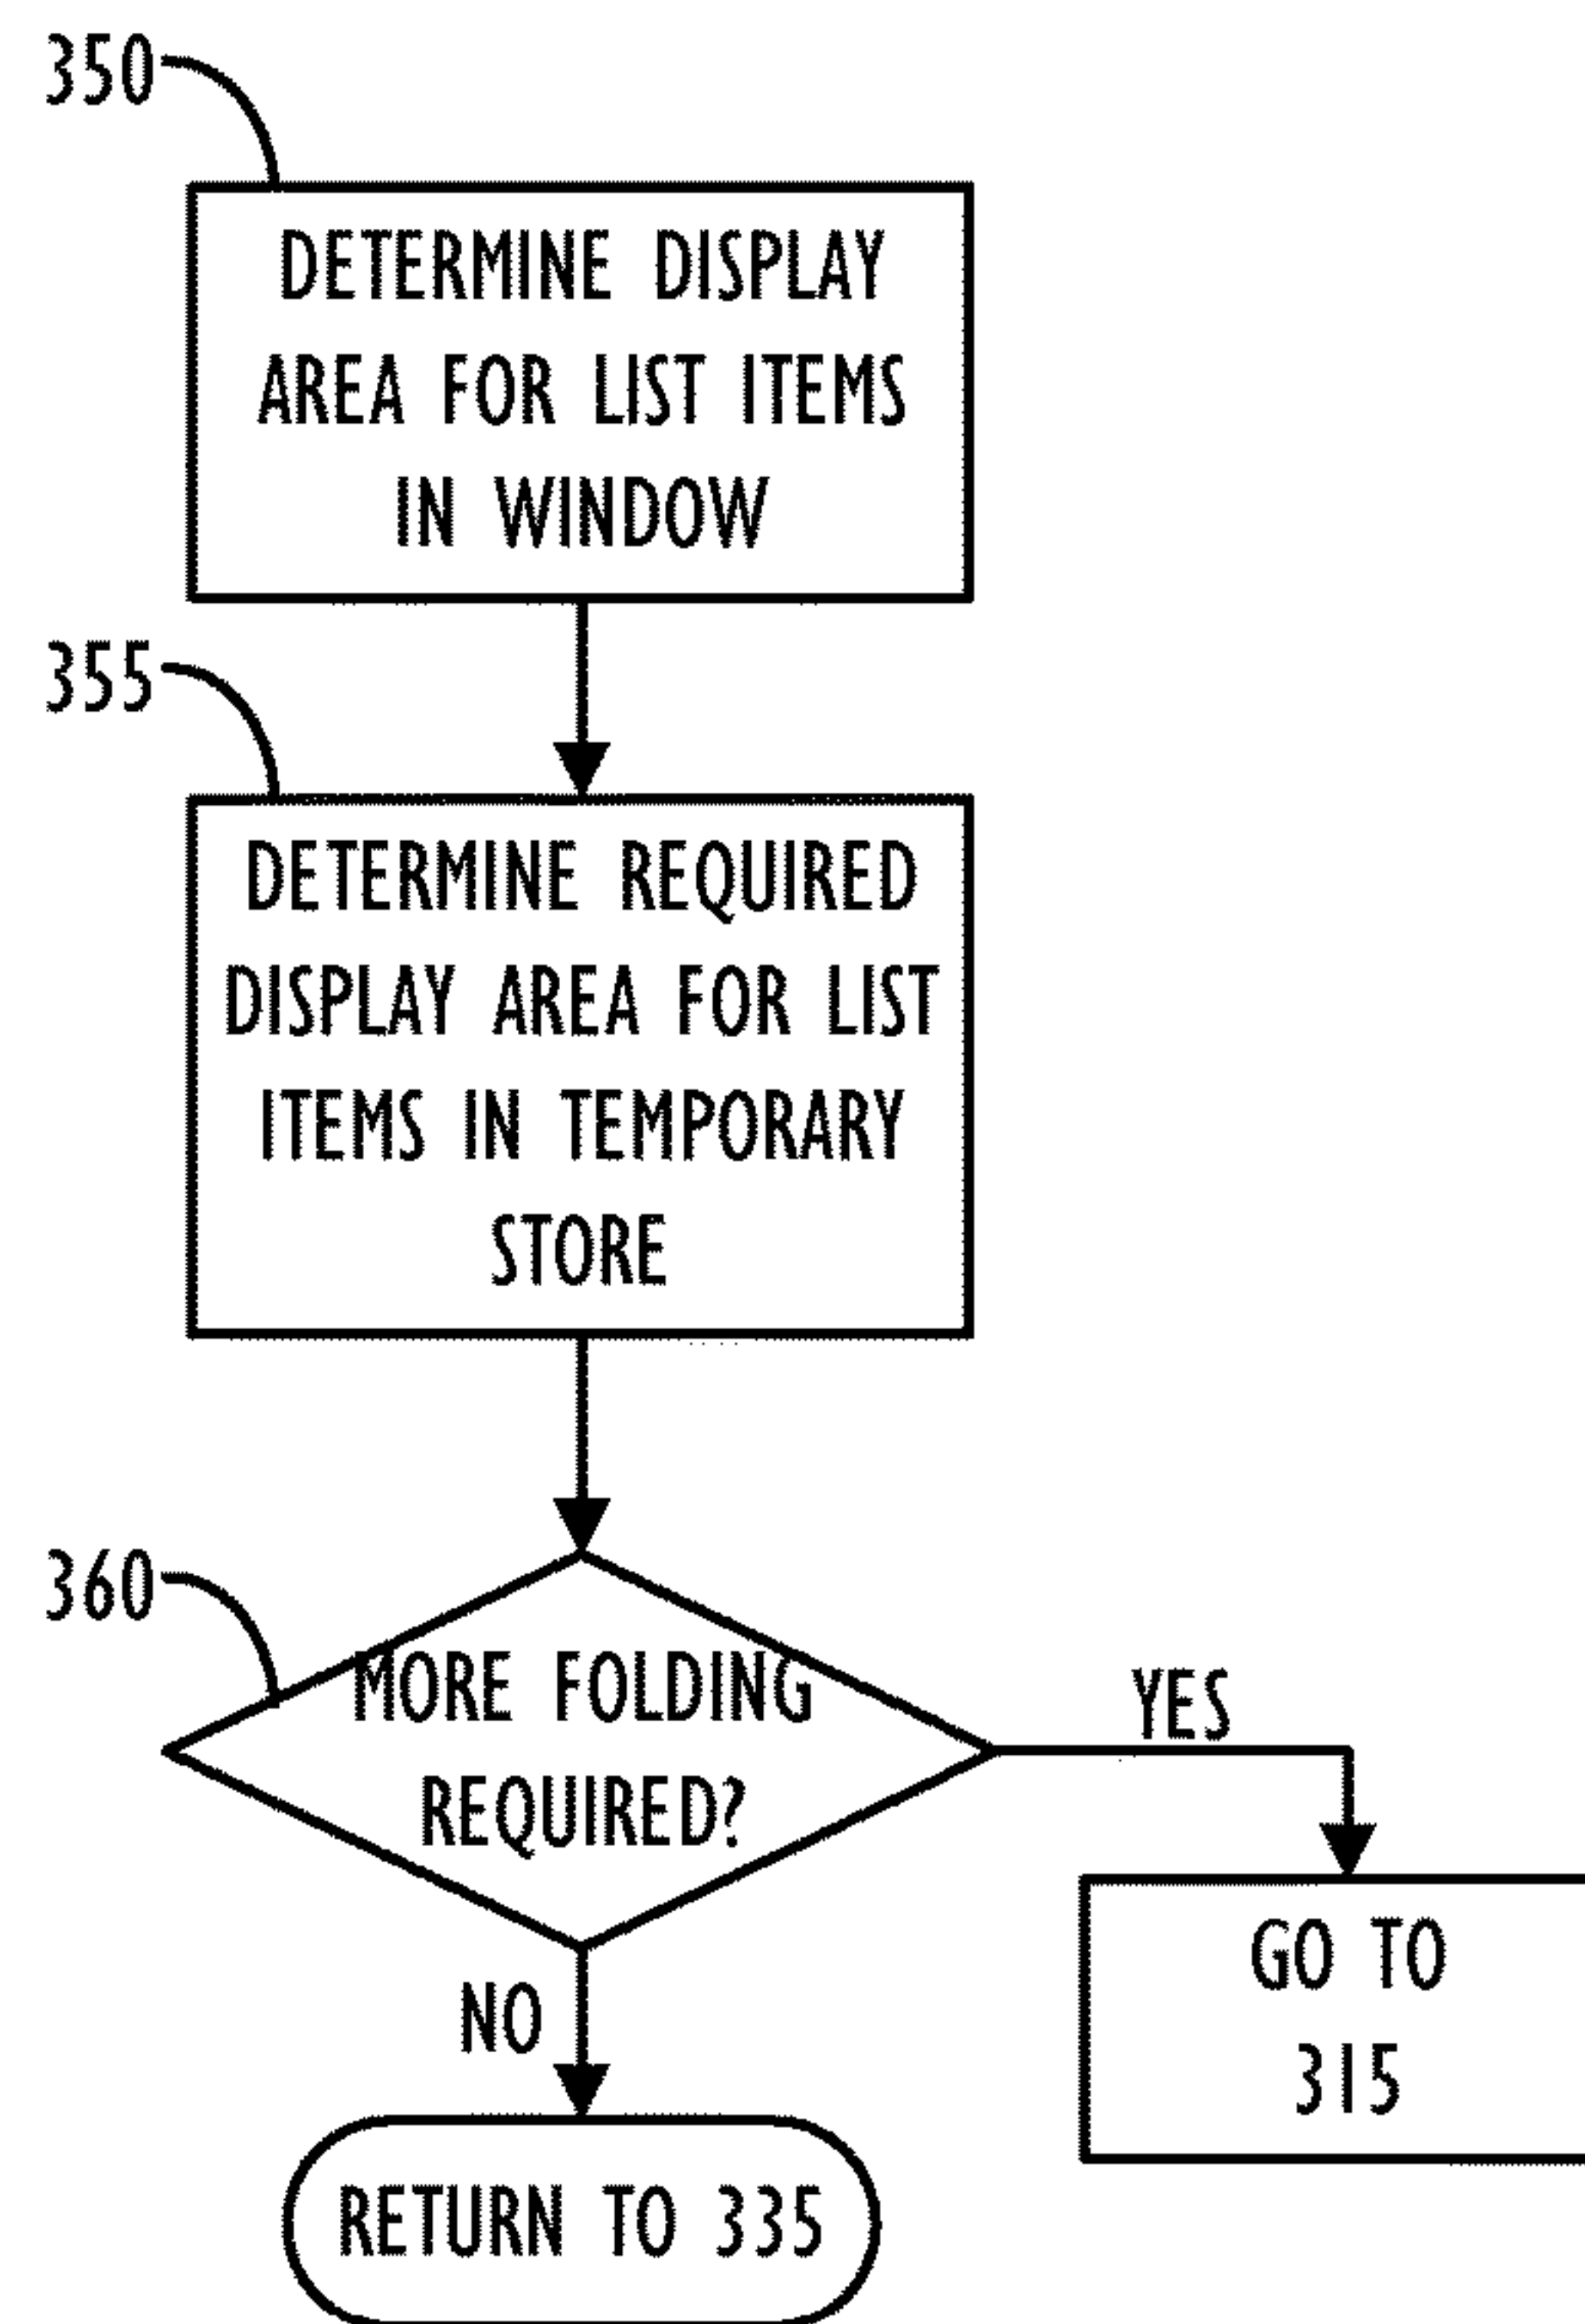 350
DETERMINE DISPLAY
AREA FOR LIST ITEMS
IN WINDOW
355
DETERMINE REQUIRED
DISPLAY AREA FOR LIST
ITEMS IN TEMPORARY
STORE
360
MORE FOLDING
REQUIRED?
YES
GO TO
315
NO
RETURN TO 335